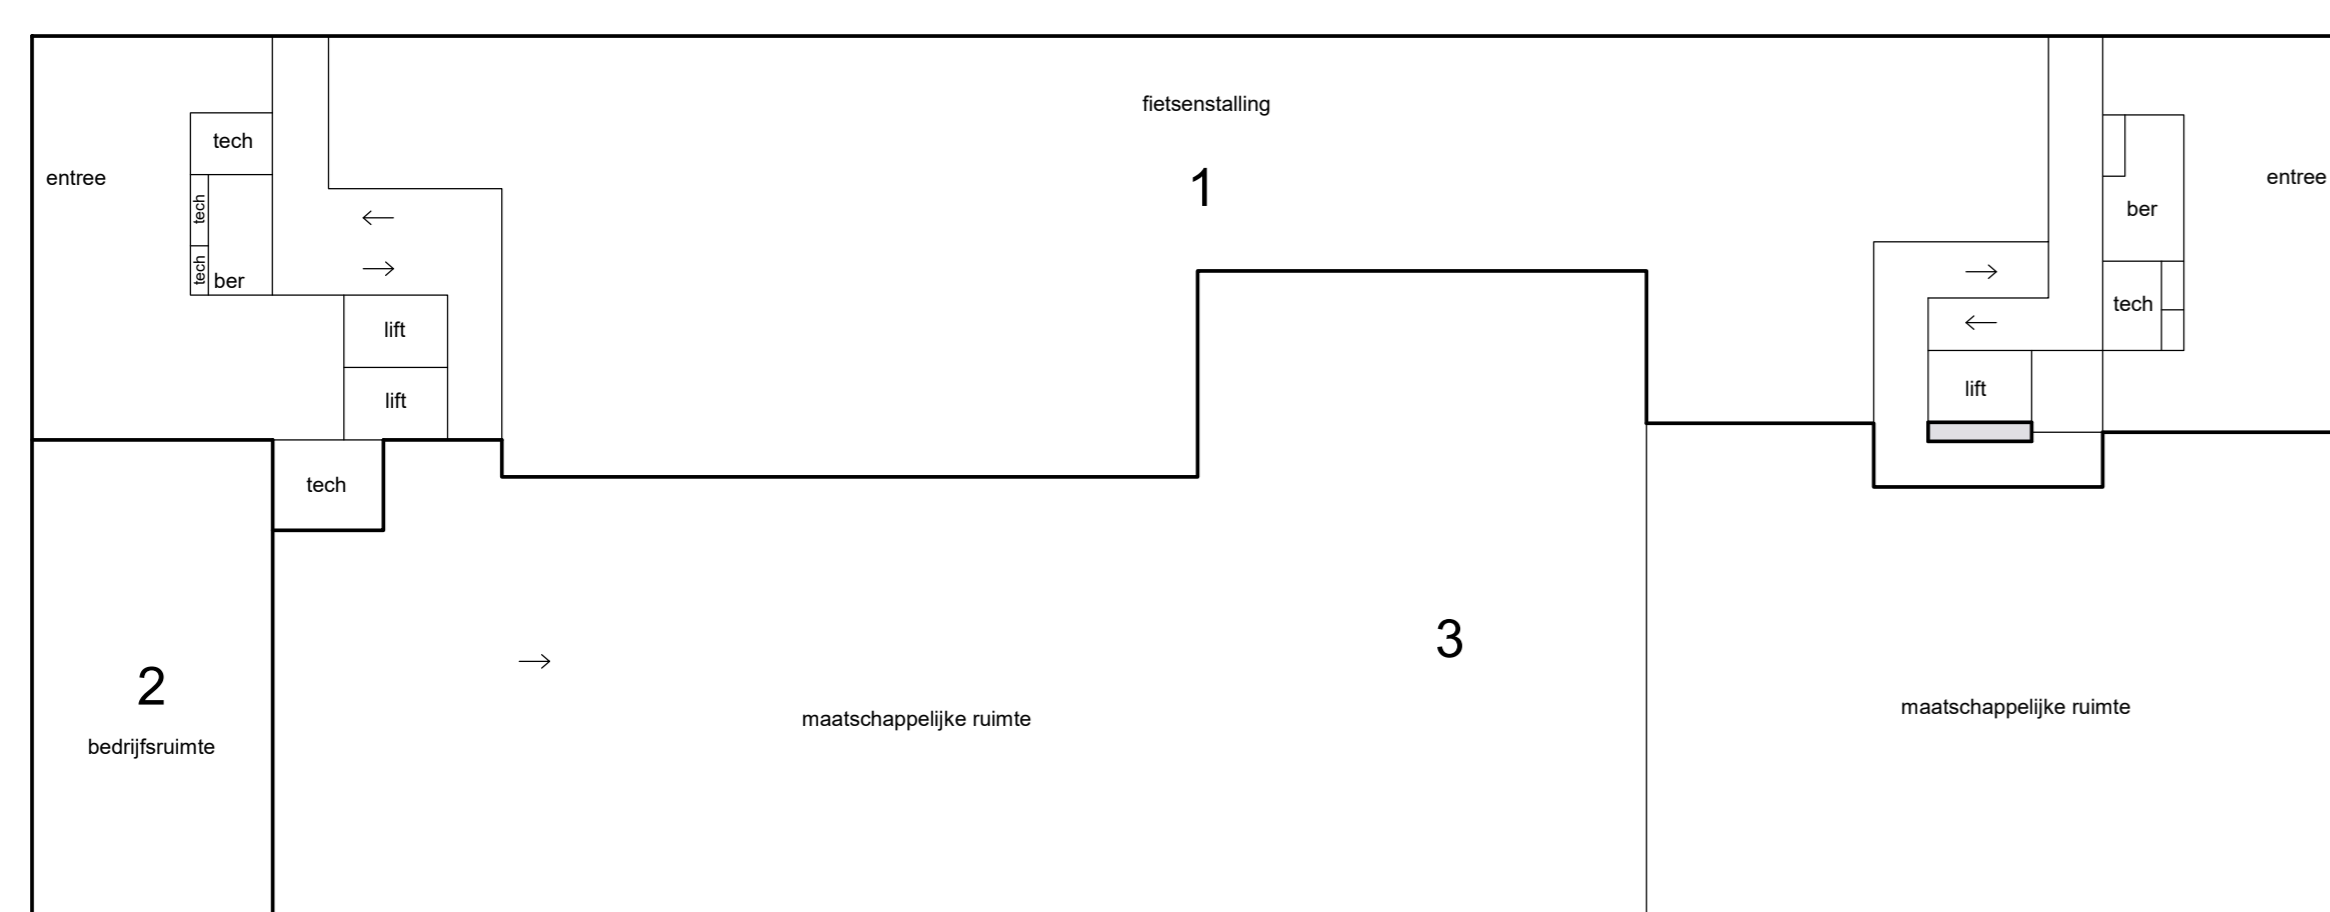 fietsenstalling
1
tech
entree
tech
tech
ber
lift
lift
tech
entree
ber
tech
lift
2
bedrijfsruimte
3
maatschappelijke ruimte
maatschappelijke ruimte